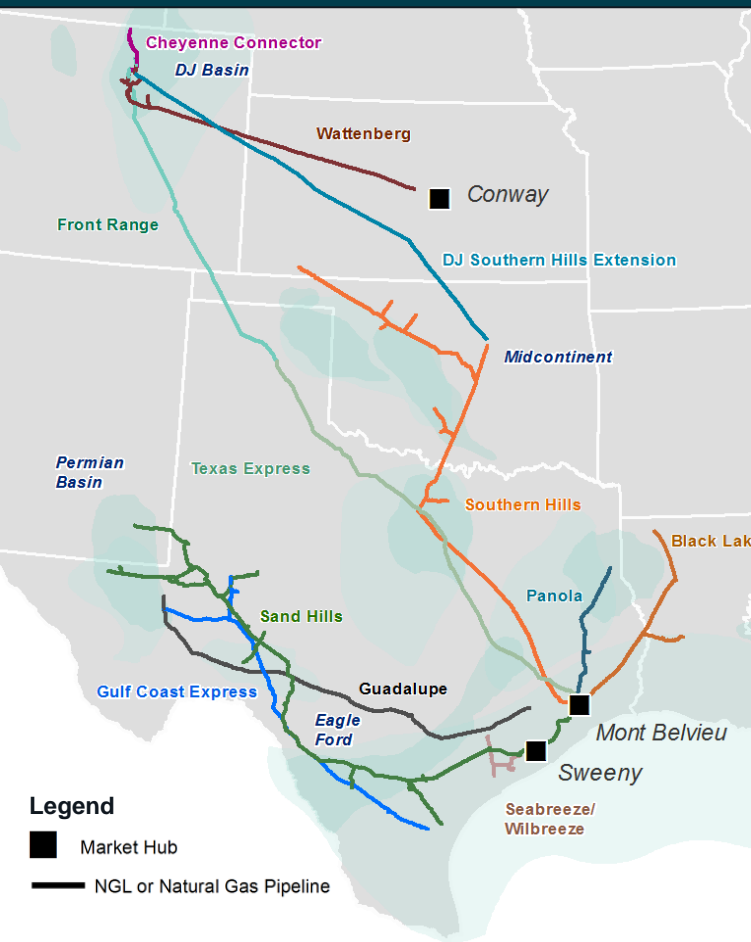 Cheyenne Connector
DJ Basin
Wattenberg
Conway
Front Range
DJ Southern Hills Extension
Midcontinent
Permian
Basin
Texas Express
Southern Hills
Black Lak
Panola
Sand Hills
Gulf Coast Express
Guadalupe
Eagle
Ford
Mont Belvieu
Sweeny
Seabreeze/
Wilbreeze
Legend
Market Hub
NGL or Natural Gas Pipeline